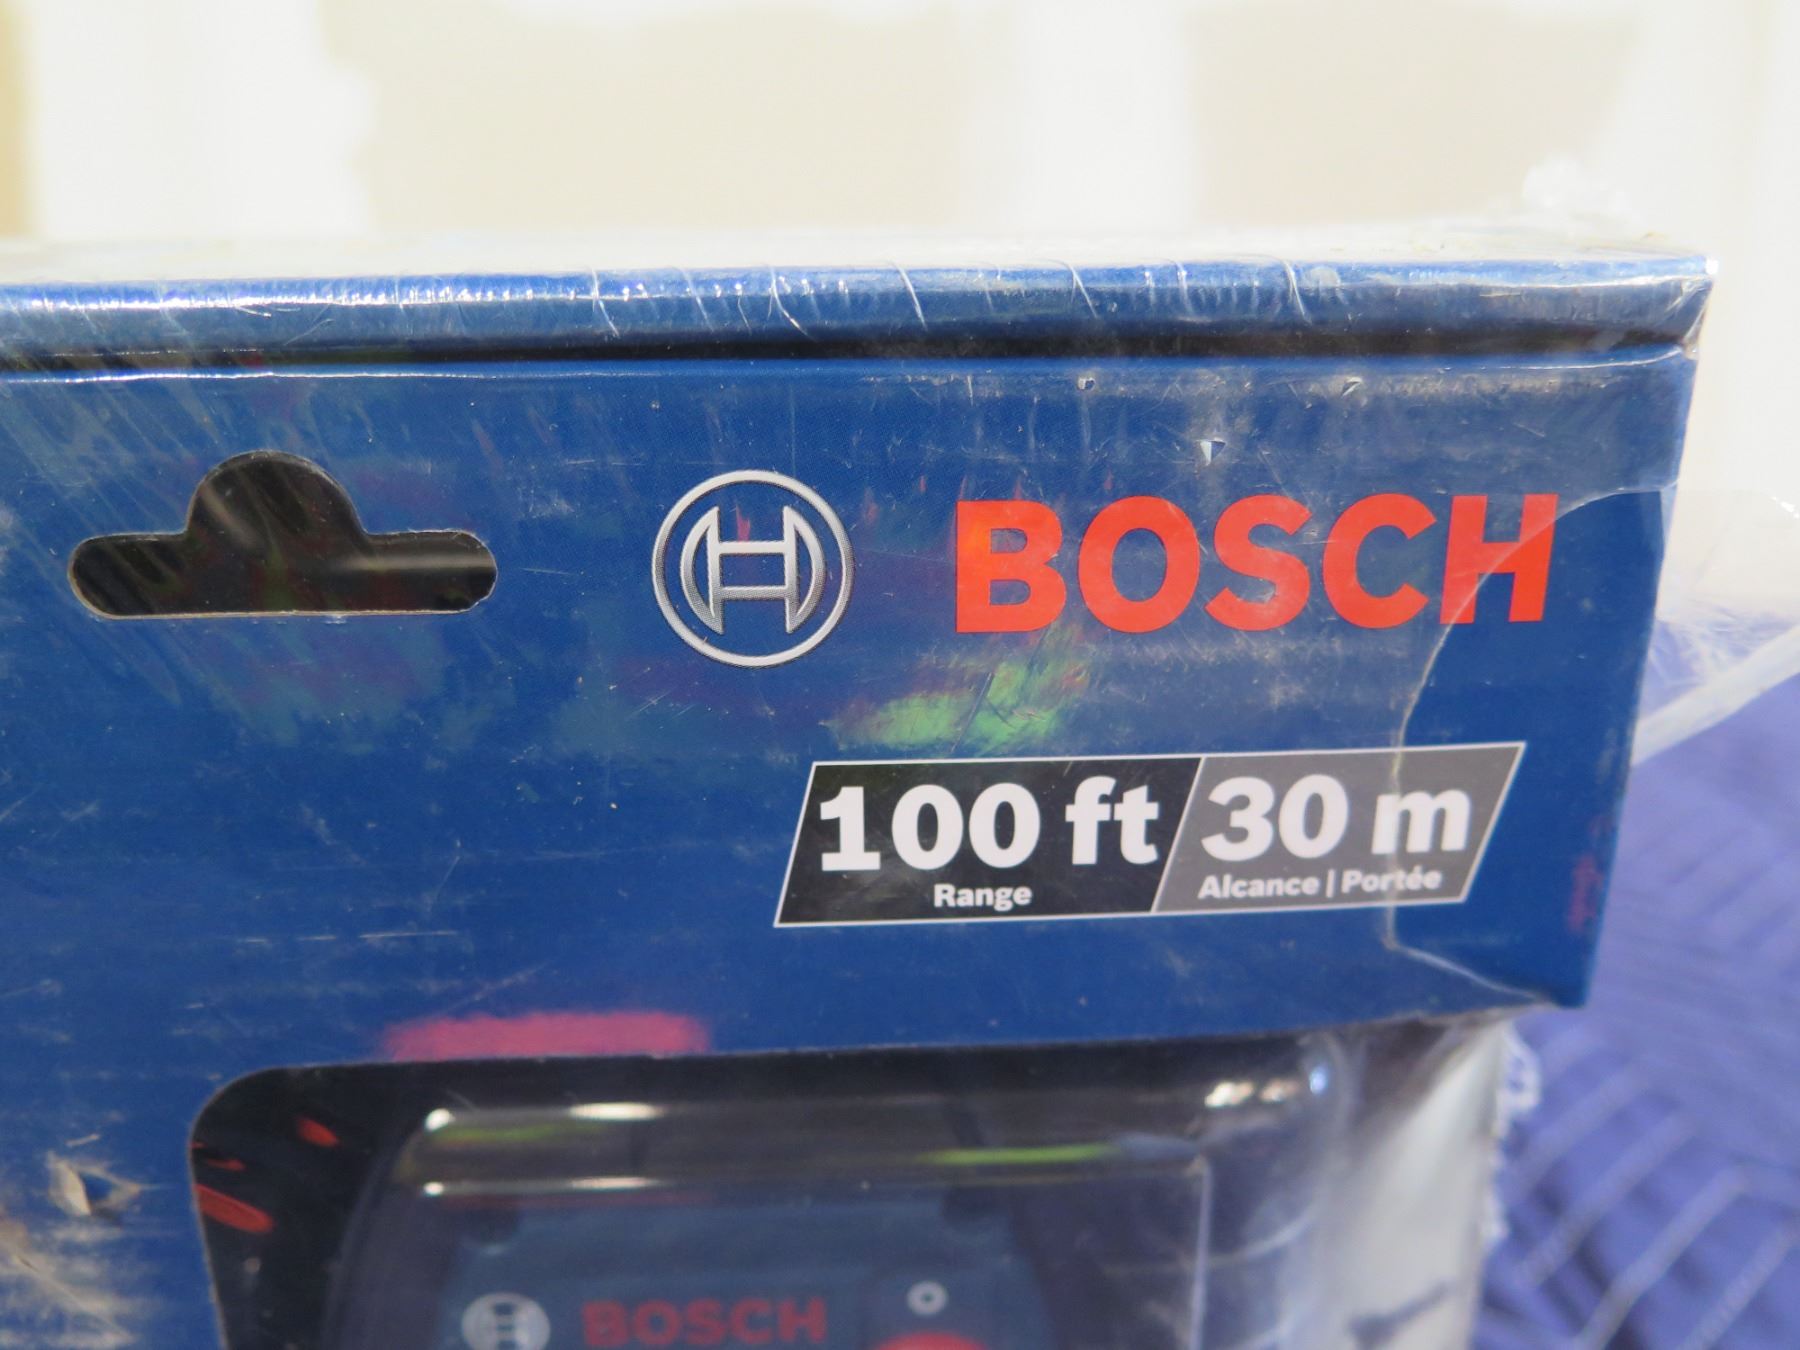 BOSCH
100 ft 30 m
Range Alcance | Portée
BOSCH